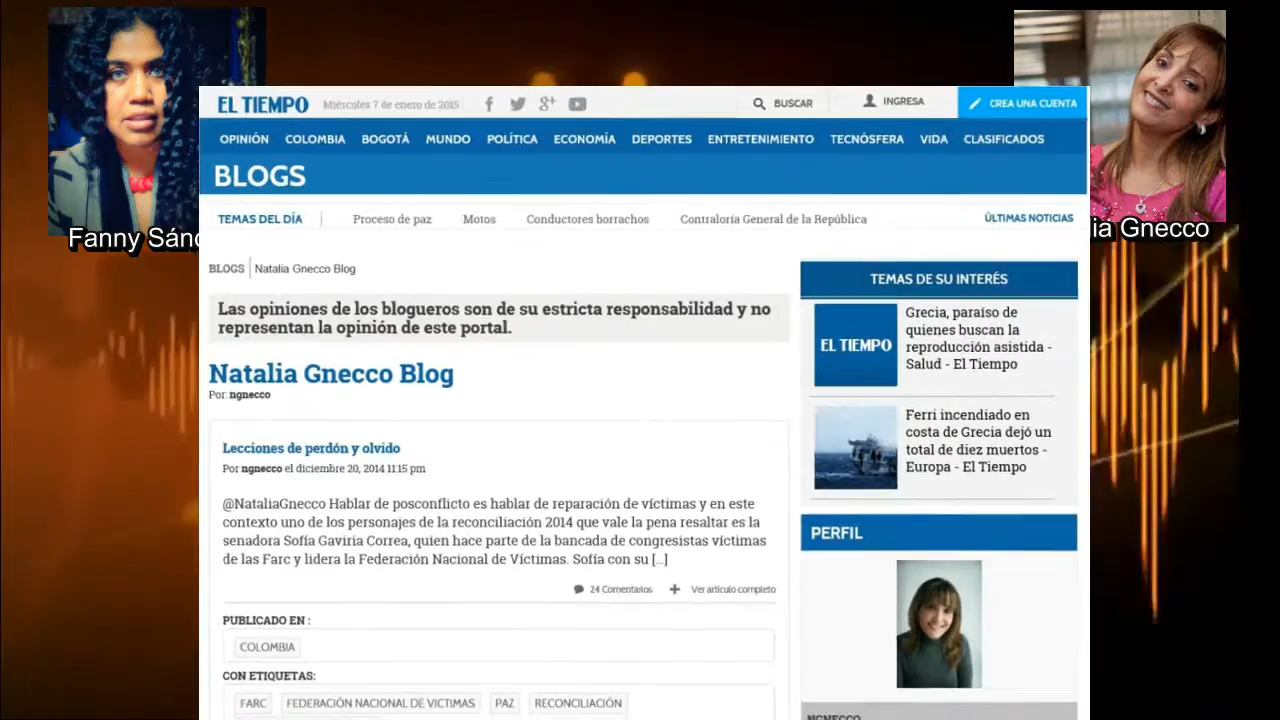 EL TIEMPO
Miércoles 7 de enero de 2015
BUSCAR
INGRESA
CREA UNA CUENTA
OPINIÓN COLOMBIA BOGOTÁ MUNDO POLÍTICA ECONOMÍA DEPORTES ENTRETENIMIENTO TECNÓSFERA VIDA CLASIFICADOS
BLOGS
TEMAS DEL DÍA Proceso de paz Motos Conductores borrachos Contraloría General de la República ÚLTIMAS NOTICIAS
Fanny Sánc
ia Gnecco
BLOGS Natalia Gnecco Blog
Las opiniones de los blogueros son de su estricta responsabilidad y no
representan la opinión de este portal.
Natalia Gnecco Blog
Por: ngnecco
Lecciones de perdón y olvido
Por ngnecco el diciembre 20, 2014 11:15 pm
@NataliaGnecco Hablar de posconflicto es hablar de reparación de víctimas y en este
contexto uno de los personajes de la reconciliación 2014 que vale la pena resaltar es la
senadora Sofía Gaviria Correa, quien hace parte de la bancada de congresistas víctimas
de las Farc y lidera la Federación Nacional de Víctimas. Sofía con su [...]
24 Comentarios
Ver artículo completo
PUBLICADO EN :
COLOMBIA
CON ETIQUETAS:
FARC FEDERACIÓN NACIONAL DE VICTIMAS PAZ RECONCILIACIÓN
TEMAS DE SU INTERÉS
EL TIEMPO
Grecia, paraíso de
quienes buscan la
reproducción asistida -
Salud - El Tiempo
Ferri incendiado en
costa de Grecia dejó un
total de diez muertos -
Europa - El Tiempo
PERFIL
NGNECCO